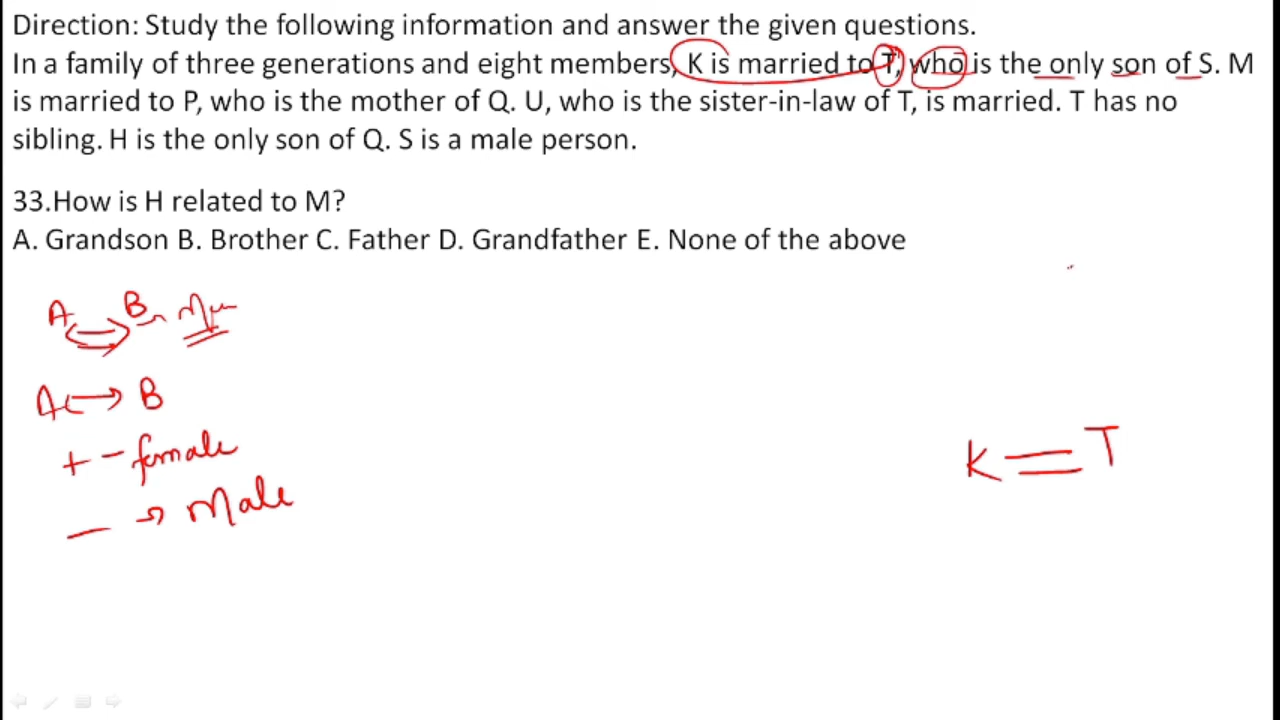 Direction: Study the following information and answer the given questions.
In a family of three generations and eight members, K is married to T, who is the only son of S. M
is married to P, who is the mother of Q. U, who is the sister-in-law of T, is married. T has no
sibling. H is the only son of Q. S is a male person.
33.How is H related to M?
A. Grandson B. Brother C. Father D. Grandfather E. None of the above
A B
A B
+ - female
— → Male
K = T